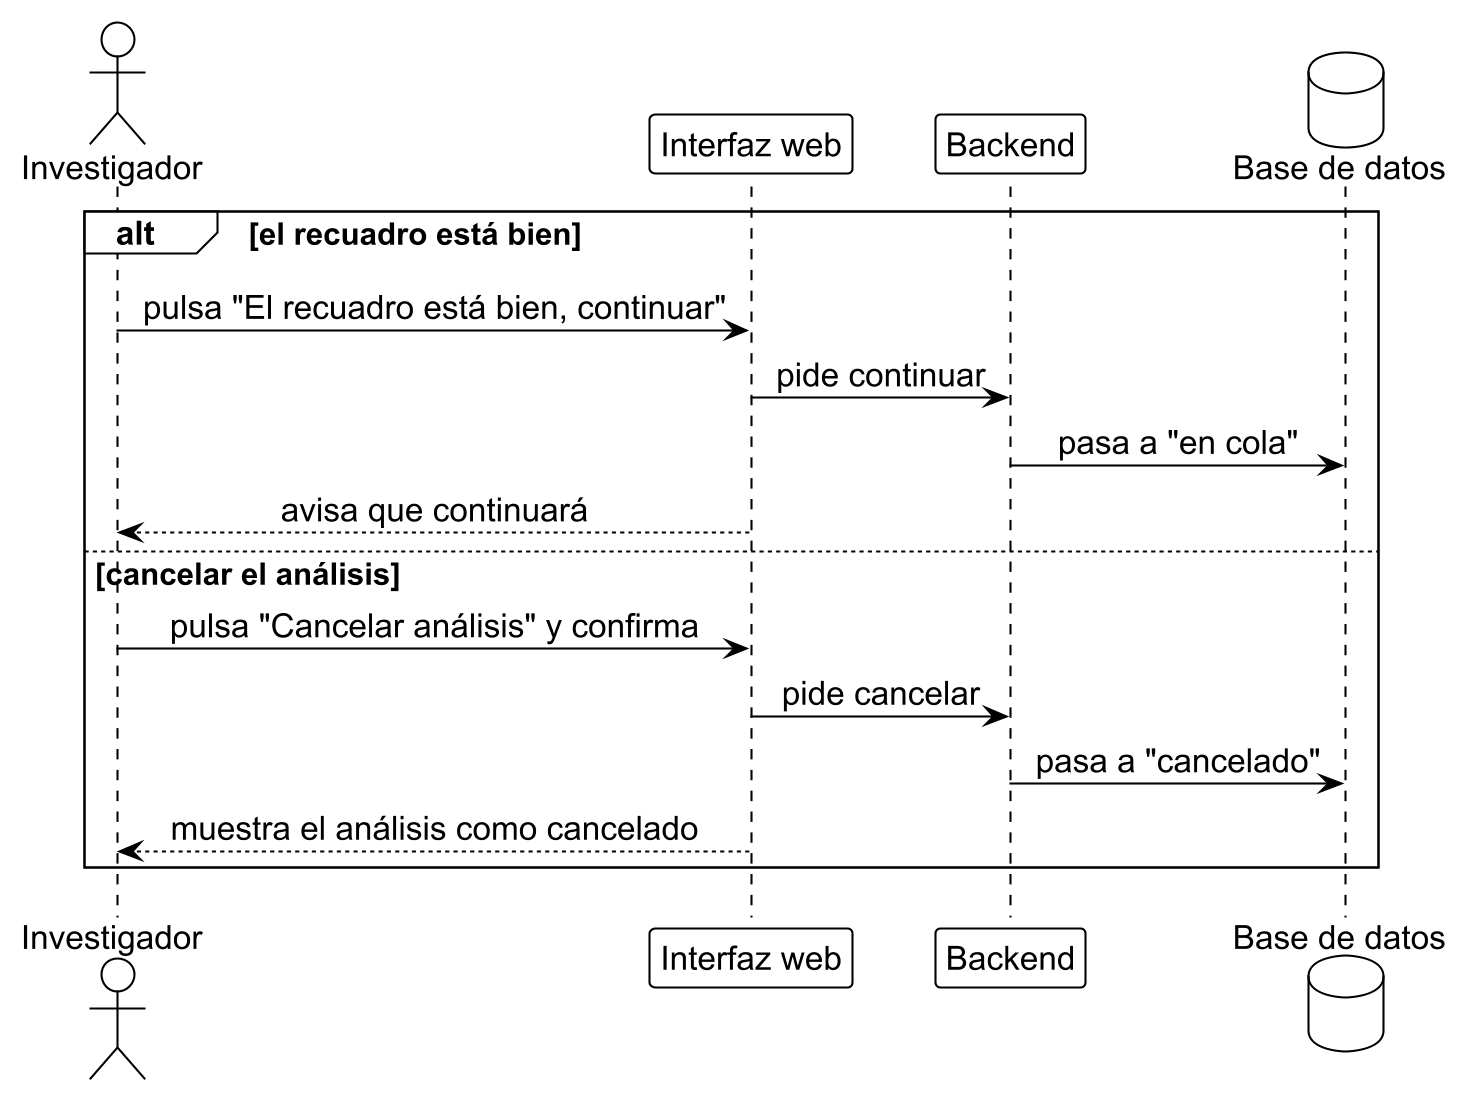 Investigador
Interfaz web
Backend
Base de datos
alt
[el recuadro está bien]
pulsa "El recuadro está bien, continuar"
pide continuar
pasa a "en cola"
avisa que continuará
[cancelar el análisis]
pulsa "Cancelar análisis" y confirma
pide cancelar
pasa a "cancelado"
muestra el análisis como cancelado
Investigador
Interfaz web
Backend
Base de datos